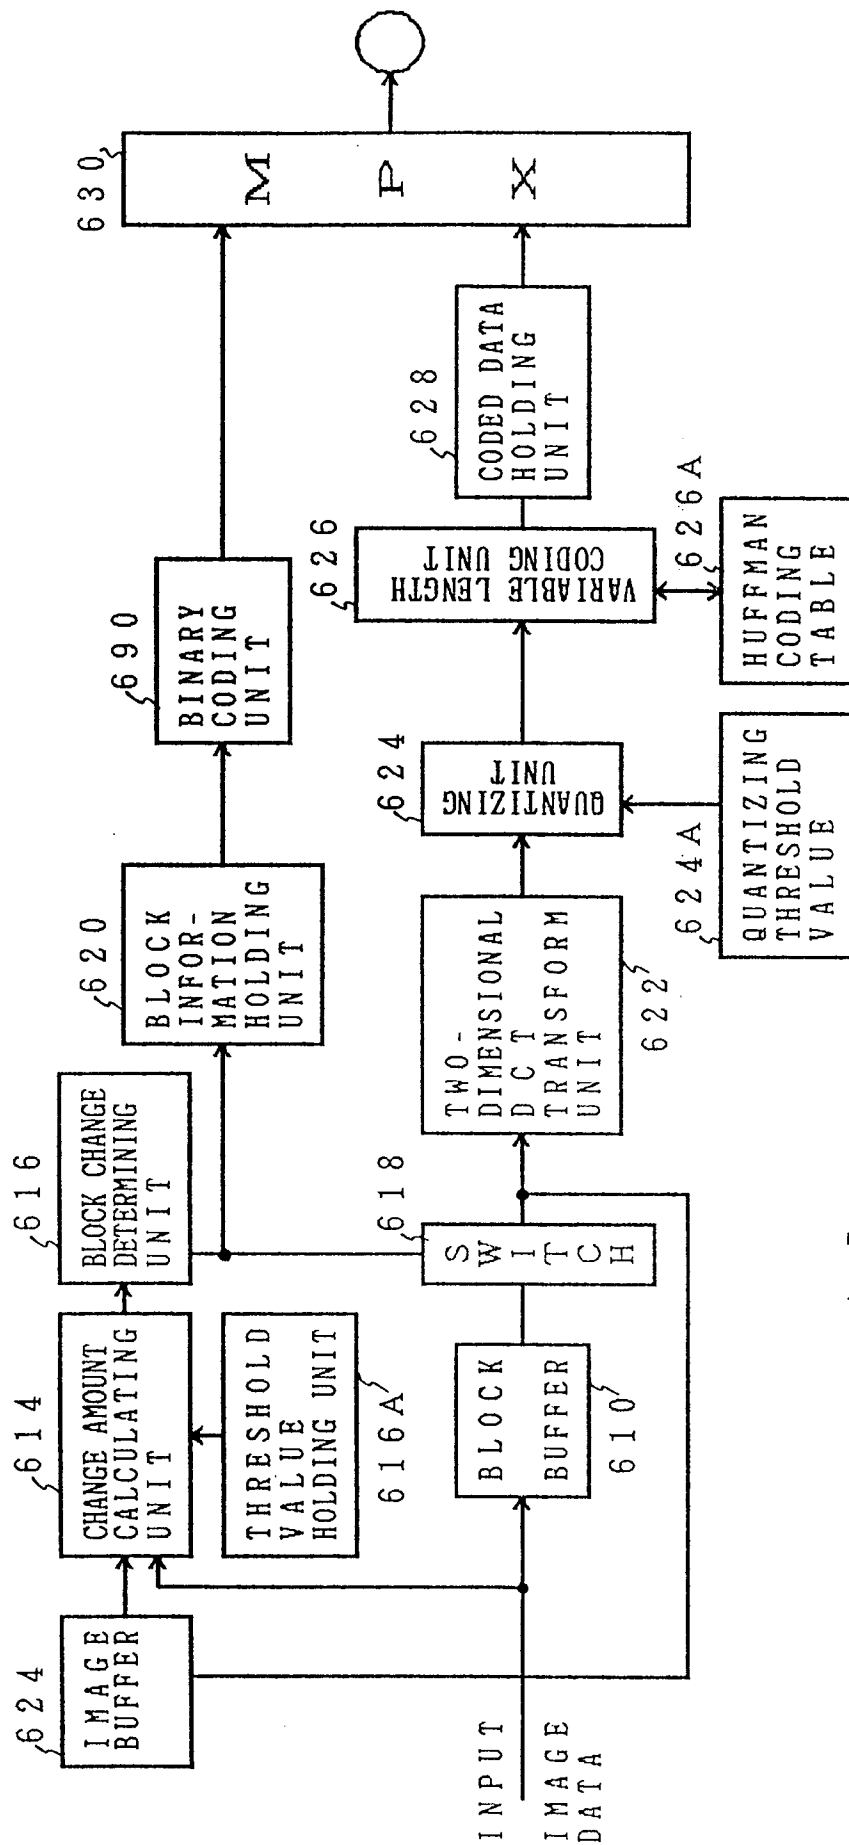 624
IMAGE
BUFFER
614
CHANGE AMOUNT
CALCULATING
UNIT
616
BLOCK CHANGE
DETERMINING
UNIT
620
BLOCK
INFOR-
MATION
HOLDING
UNIT
690
BINARY
CODING
UNIT
630
M
P
X
THRESHOLD
VALUE
HOLDING UNIT
616A
INPUT
IMAGE
DATA
BLOCK
BUFFER
610
618
SWITCH
TWO-
DIMENSIONAL
DCT
TRANSFORM
UNIT
622
624
QUANTIZING
UNIT
626
VARIABLE LENGTH
CODING UNIT
628
CODED DATA
HOLDING
UNIT
624A
QUANTIZING
THRESHOLD
VALUE
626A
HUFFMAN
CODING
TABLE